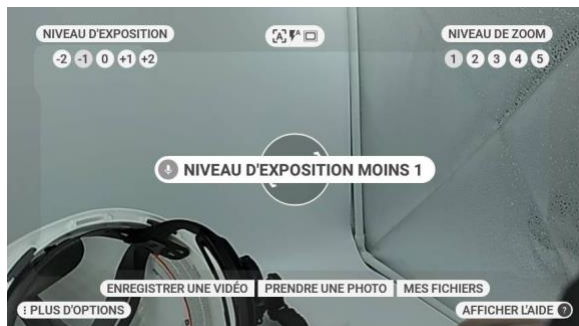 NIVEAU D'EXPOSITION
NIVEAU DE ZOOM
-2 -1 0 +1 +2
1 2 3 4 5
NIVEAU D'EXPOSITION MOINS 1
ENREGISTRER UNE VIDÉO PRENDRE UNE PHOTO MES FICHIERS
PLUS D'OPTIONS
AFFICHER L'AIDE ?